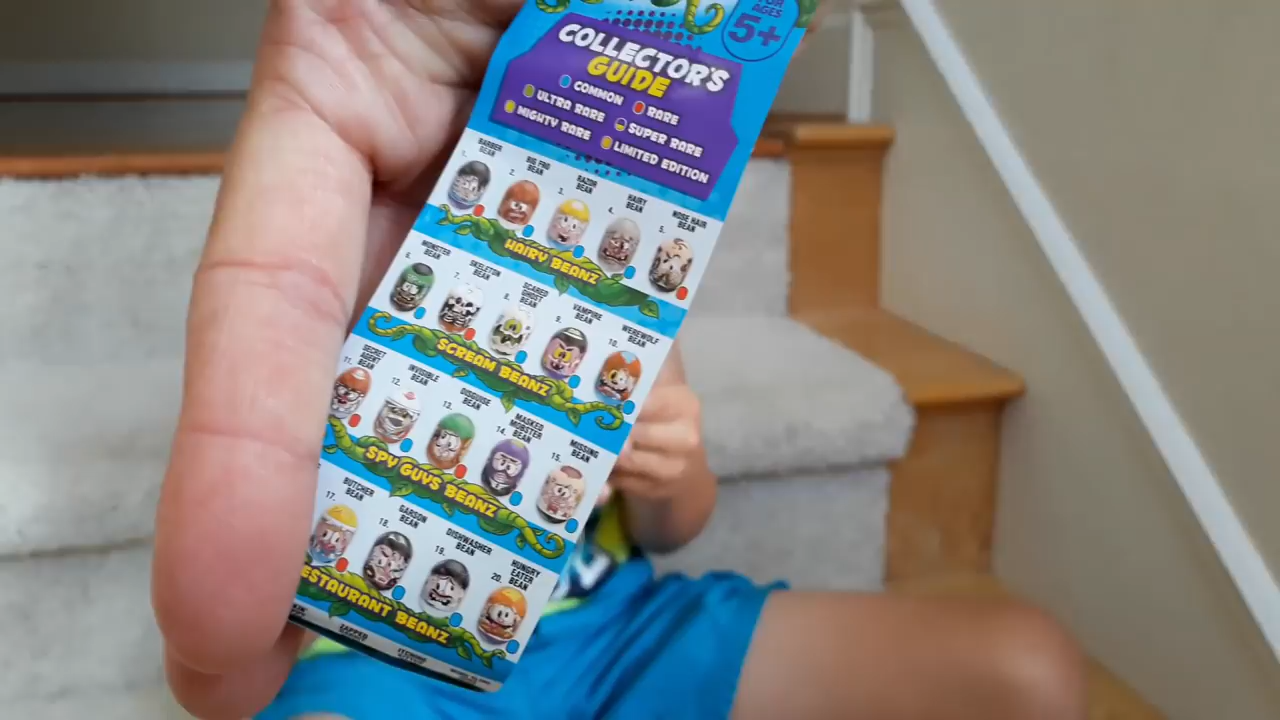 FOR
AGES
5+
COLLECTOR'S
GUIDE
COMMON RARE
ULTRA RARE SUPER RARE
MIGHTY RARE LIMITED EDITION
1. BARBER BEAN
2. BIG FRO BEAN
3. RAZOR BEAN
4. HAIRY BEAN
5. NOSE HAIR BEAN
HAIRY BEANZ
6. MONSTER BEAN
7. SKELETON BEAN
8. SCARED GHOST BEAN
9. VAMPIRE BEAN
10. WEREWOLF BEAN
SCREAM BEANZ
11. SECRET AGENT BEAN
12. INVISIBLE BEAN
13. DISGUISE BEAN
14. MASKED MOBSTER BEAN
15. MISSING BEAN
SPY GUYS BEANZ
17. BUTCHER BEAN
18. GARSON BEAN
19. DISHWASHER BEAN
20. HUNGRY EATER BEAN
ESTAURANT BEANZ
ZAPPED